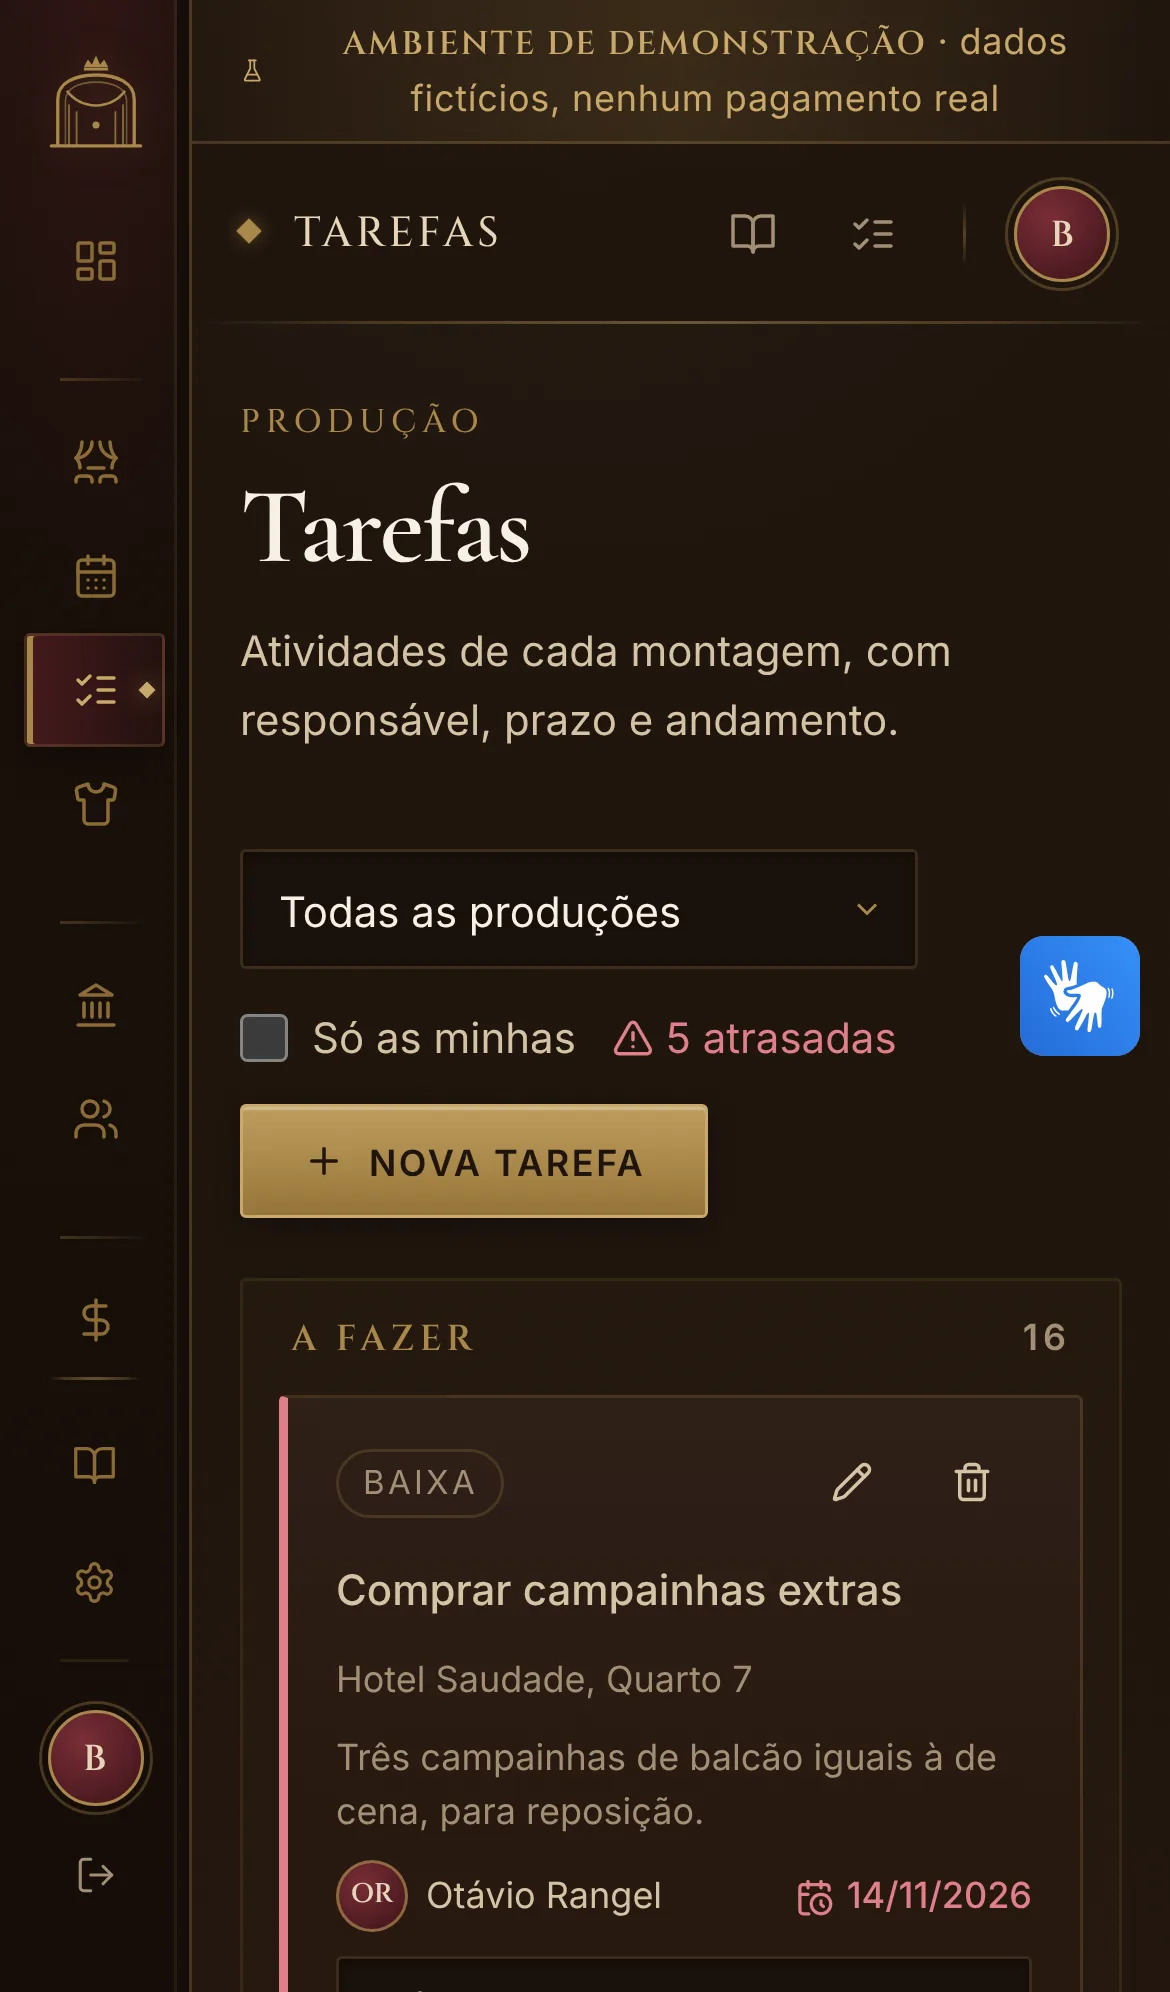 AMBIENTE DE DEMONSTRAÇÃO · dados
fictícios, nenhum pagamento real
TAREFAS
B
PRODUÇÃO
Tarefas
Atividades de cada montagem, com
responsável, prazo e andamento.
Todas as produções
Só as minhas
5 atrasadas
+ NOVA TAREFA
A FAZER
16
BAIXA
Comprar campainhas extras
Hotel Saudade, Quarto 7
Três campainhas de balcão iguais à de
cena, para reposição.
B
OR
Otávio Rangel
14/11/2026